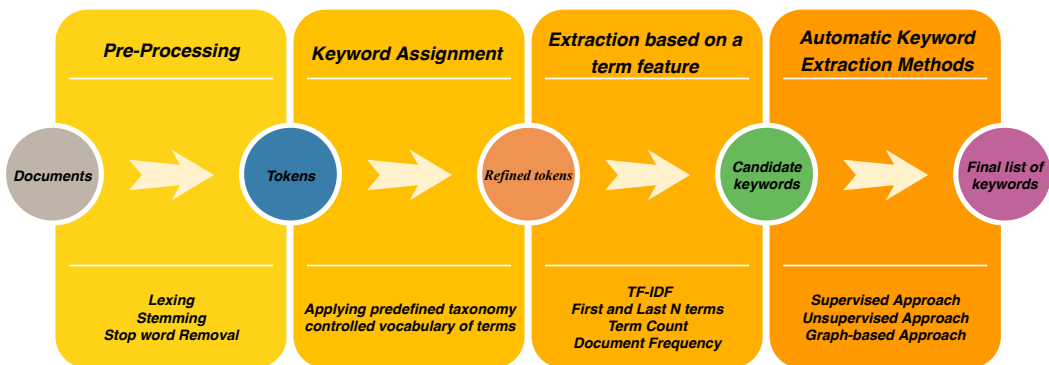 Pre-Processing
Keyword Assignment
Extraction based on a
term feature
Automatic Keyword
Extraction Methods
Documents
Tokens
Refined tokens
Candidate
keywords
Final list of
keywords
Lexing
Stemming
Stop word Removal
Applying predefined taxonomy
controlled vocabulary of terms
TF-IDF
First and Last N terms
Term Count
Document Frequency
Supervised Approach
Unsupervised Approach
Graph-based Approach